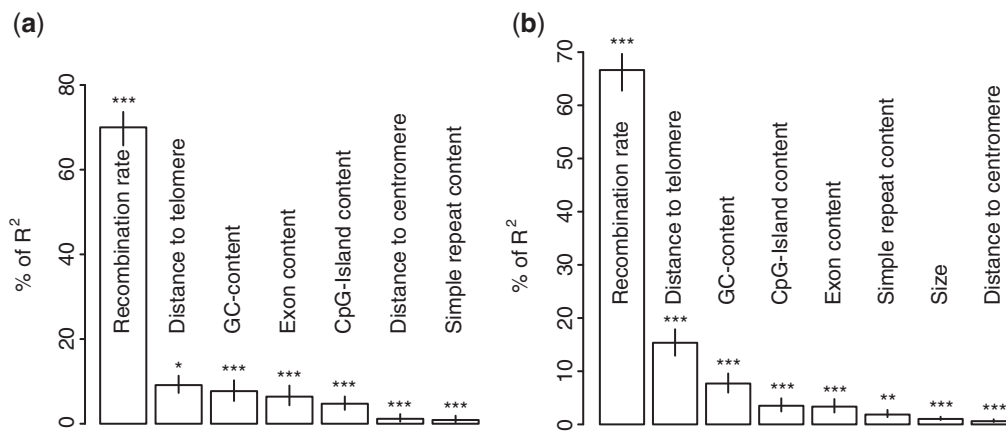 (a)
% of R²
0
20
40
60
80
***
Recombination rate
*
Distance to telomere
***
GC-content
***
Exon content
***
CpG-Island content
***
Distance to centromere
***
Simple repeat content
(b)
% of R²
0
10
20
30
40
50
60
70
***
Recombination rate
***
Distance to telomere
***
GC-content
***
CpG-Island content
***
Exon content
**
Simple repeat content
***
Size
***
Distance to centromere